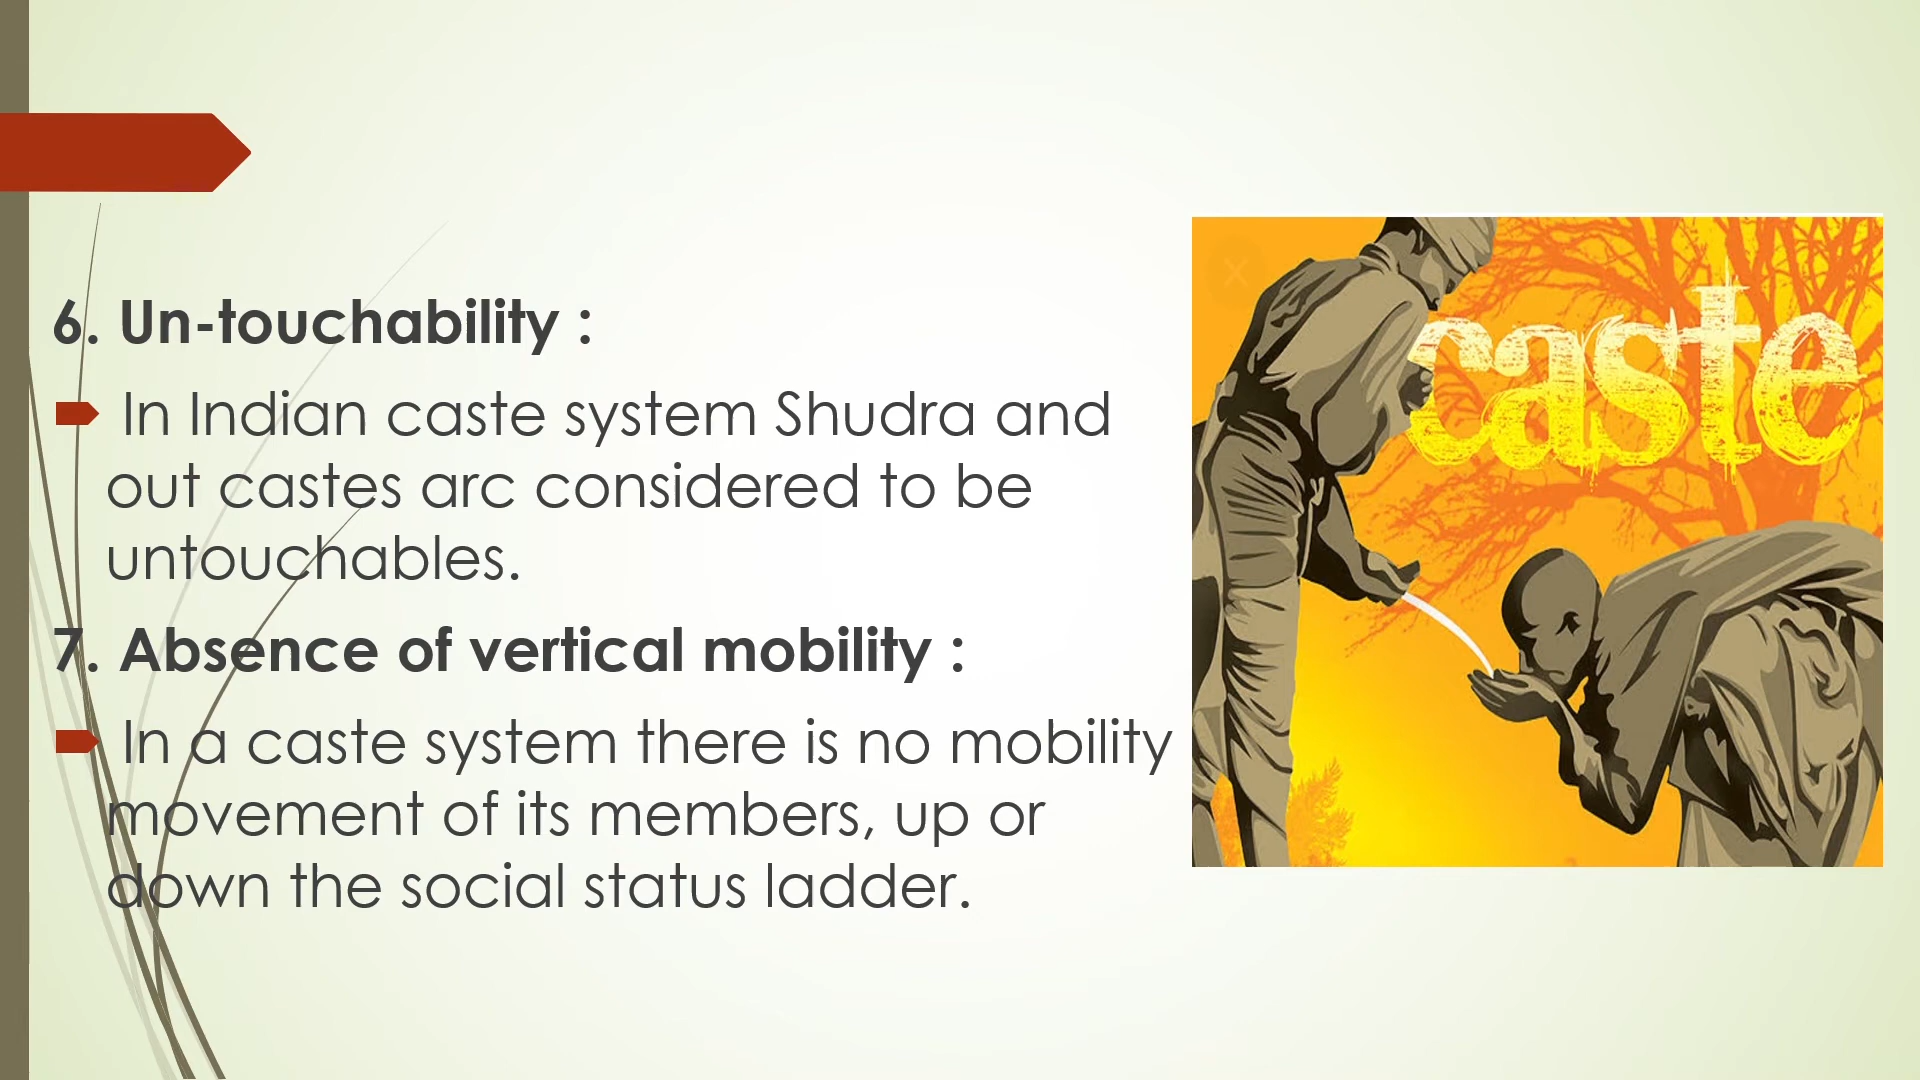 6. Un-touchability :
In Indian caste system Shudra and
out castes arc considered to be
untouchables.
7. Absence of vertical mobility :
In a caste system there is no mobility
movement of its members, up or
down the social status ladder.
caste